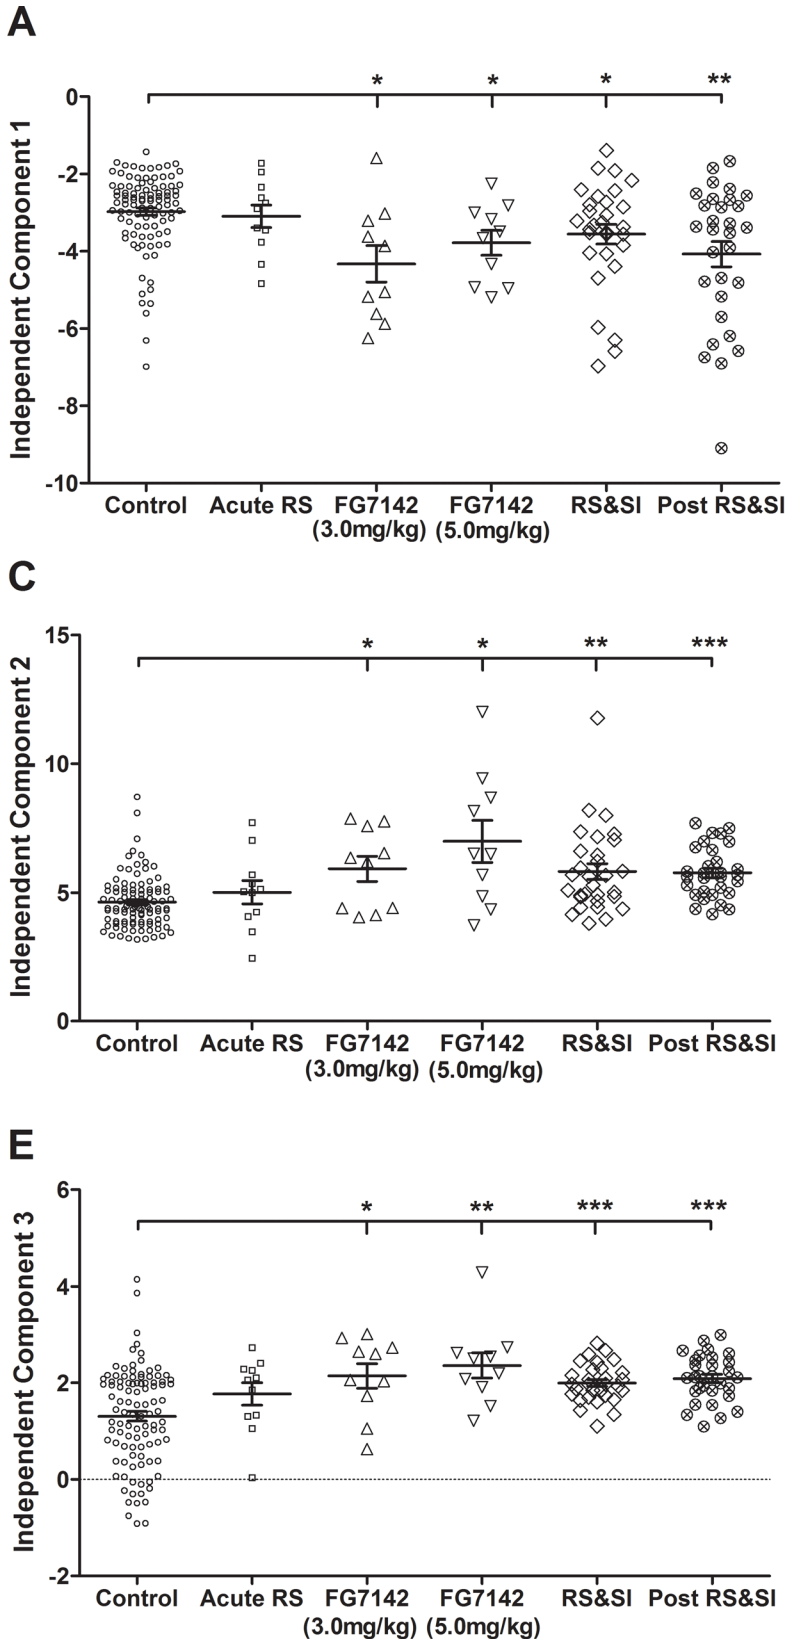 A
* * * **
0
-2
-4
-6
-8
-10
Independent Component 1
Control Acute RS FG7142 FG7142 RS&SI Post RS&SI
(3.0mg/kg) (5.0mg/kg)
C
* * ** ***
15
10
5
0
Independent Component 2
Control Acute RS FG7142 FG7142 RS&SI Post RS&SI
(3.0mg/kg) (5.0mg/kg)
E
* ** *** ***
6
4
2
0
-2
Independent Component 3
Control Acute RS FG7142 FG7142 RS&SI Post RS&SI
(3.0mg/kg) (5.0mg/kg)